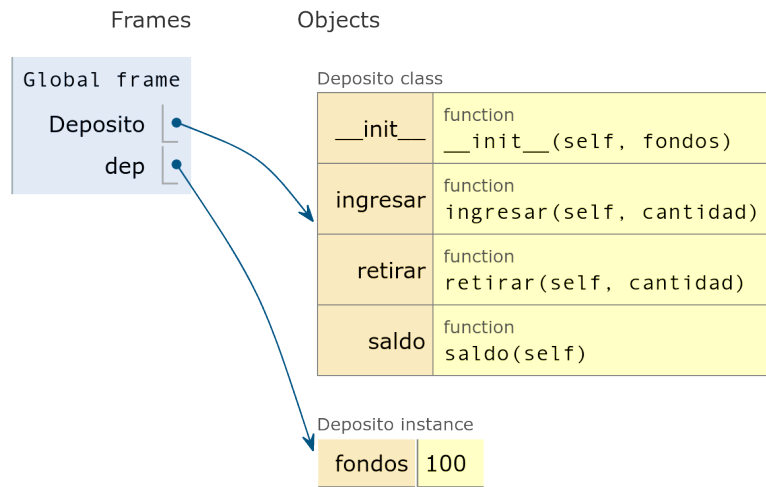 Frames Objects
Global frame
Deposito
dep
Deposito class
__init__ function
__init__(self, fondos)
ingresar function
ingresar(self, cantidad)
retirar function
retirar(self, cantidad)
saldo function
saldo(self)
Deposito instance
fondos 100